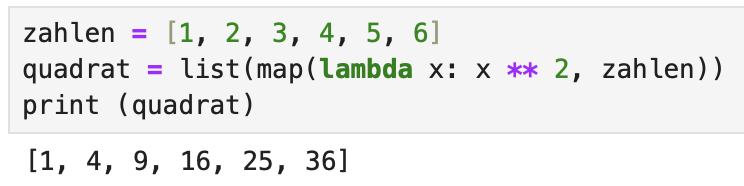 zahlen = [1, 2, 3, 4, 5, 6]
quadrat = list(map(lambda x: x ** 2, zahlen))
print (quadrat)
[1, 4, 9, 16, 25, 36]